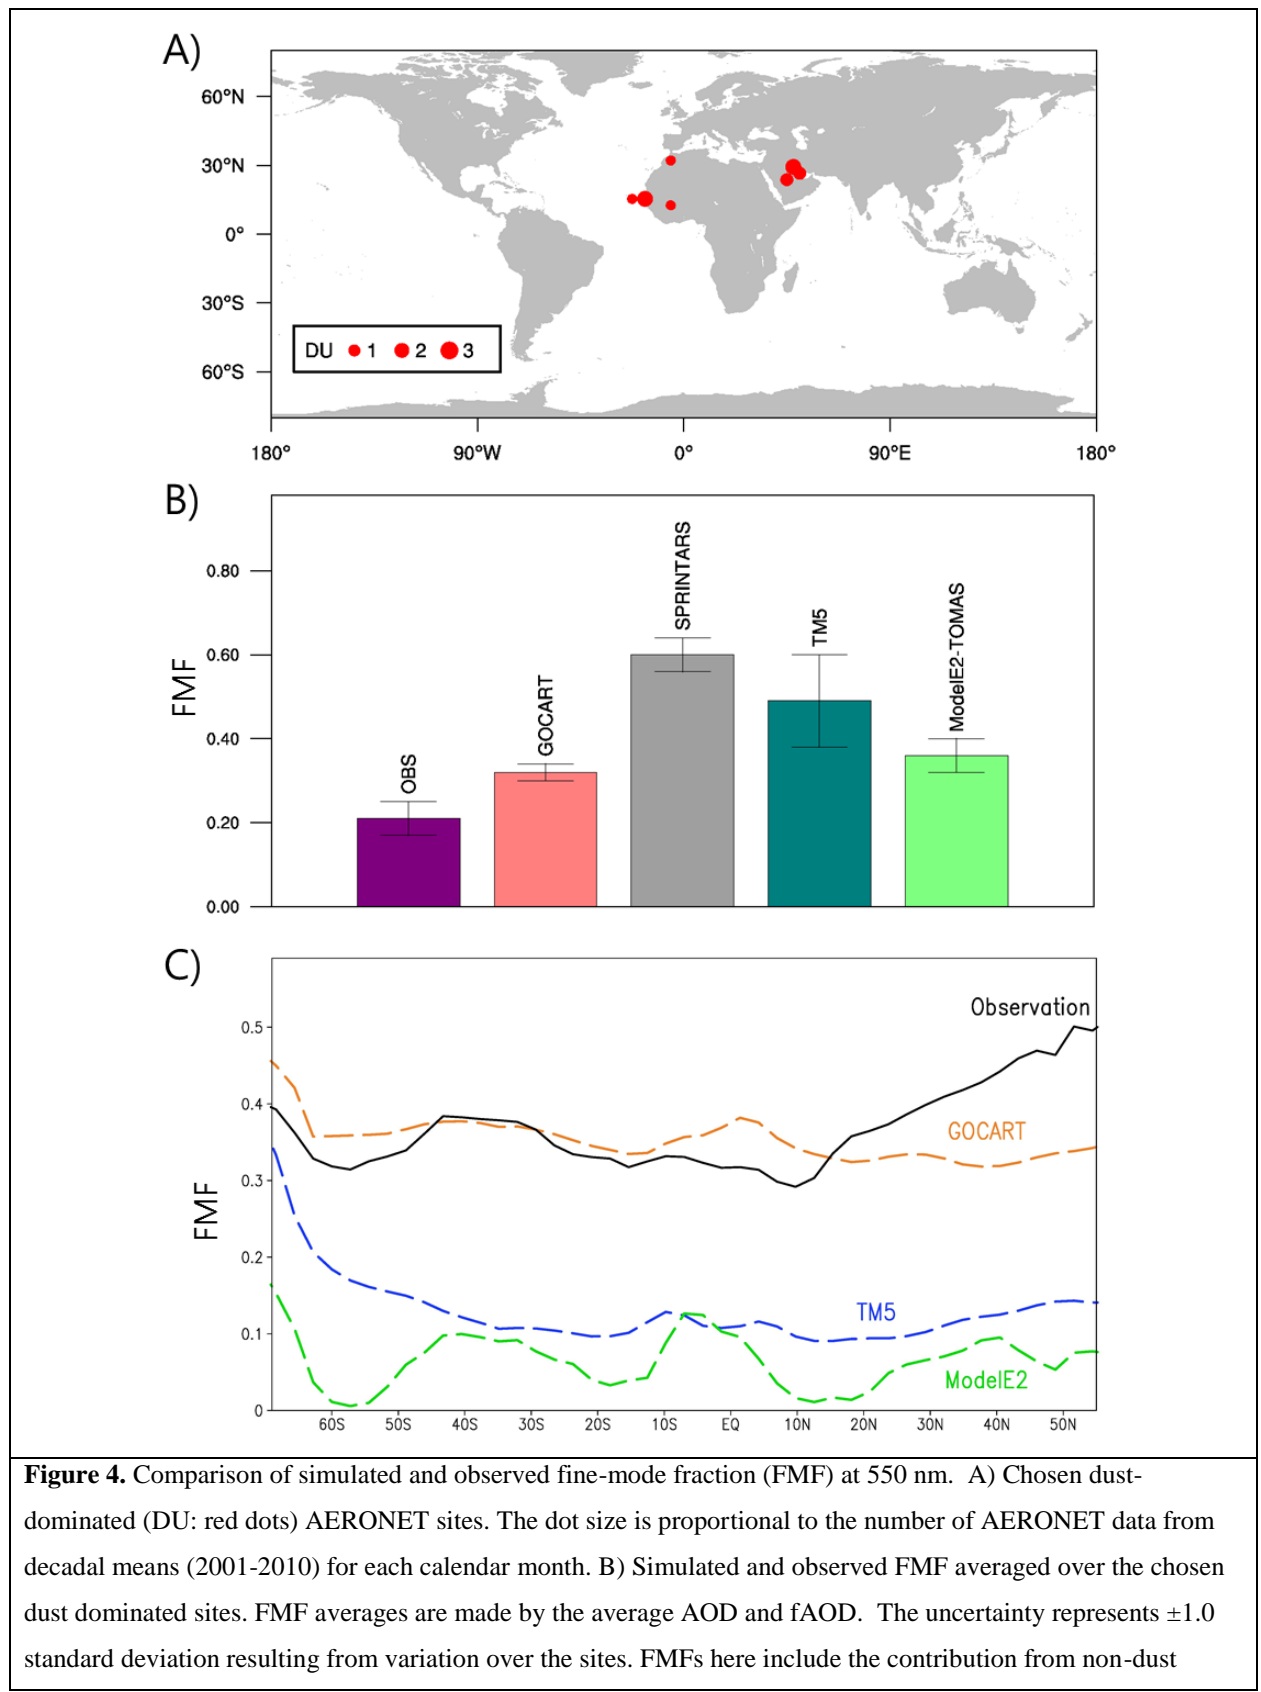 A)
60°N
30°N
0°
30°S
60°S
DU 1 2 3
180° 90°W 0° 90°E 180°
B)
FMF
0.80
0.60
0.40
0.20
0.00
OBS
GOCART
SPRINTARS
TM5
ModelE2-TOMAS
C)
FMF
0.5
0.4
0.3
0.2
0.1
0
Observation
GOCART
TM5
ModelE2
60S 50S 40S 30S 20S 10S EQ 10N 20N 30N 40N 50N
Figure 4. Comparison of simulated and observed fine-mode fraction (FMF) at 550 nm. A) Chosen dust-
dominated (DU: red dots) AERONET sites. The dot size is proportional to the number of AERONET data from
decadal means (2001-2010) for each calendar month. B) Simulated and observed FMF averaged over the chosen
dust dominated sites. FMF averages are made by the average AOD and fAOD. The uncertainty represents ±1.0
standard deviation resulting from variation over the sites. FMFs here include the contribution from non-dust